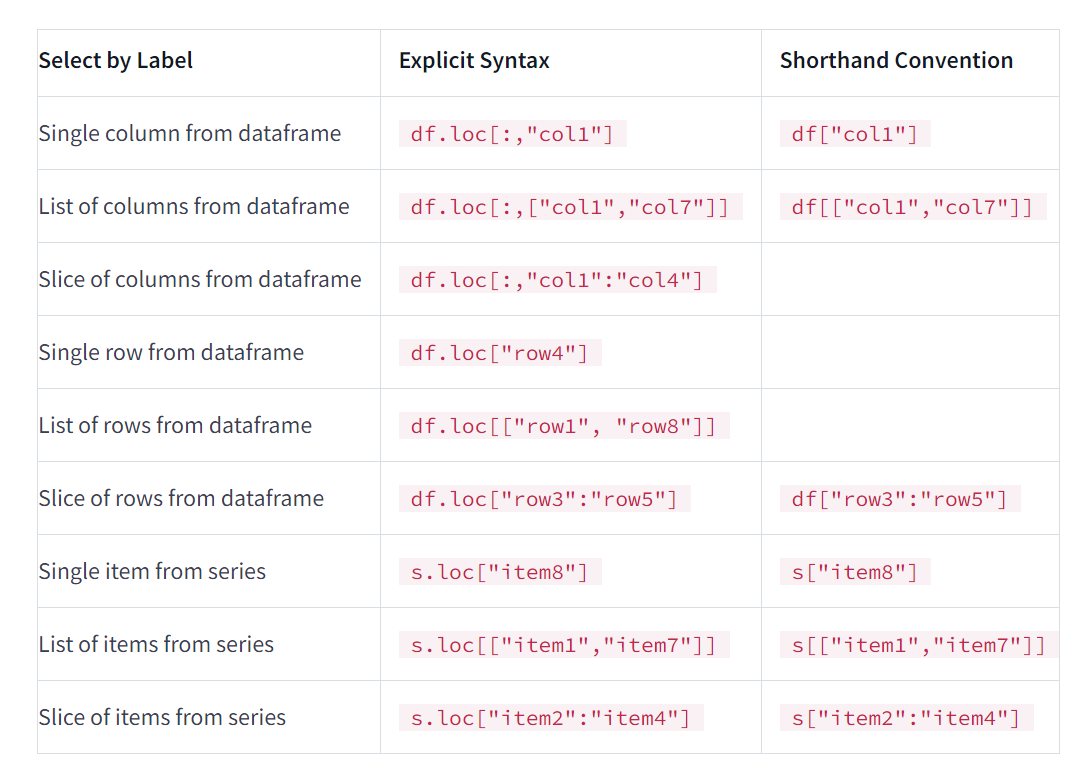 Select by Label Explicit Syntax Shorthand Convention
Single column from dataframe df.loc[:,"col1"] df["col1"]
List of columns from dataframe df.loc[:,["col1","col7"]] df[["col1","col7"]]
Slice of columns from dataframe df.loc[:,"col1":"col4"]
Single row from dataframe df.loc["row4"]
List of rows from dataframe df.loc[["row1", "row8"]]
Slice of rows from dataframe df.loc["row3":"row5"] df["row3":"row5"]
Single item from series s.loc["item8"] s["item8"]
List of items from series s.loc[["item1","item7"]] s[["item1","item7"]]
Slice of items from series s.loc["item2":"item4"] s["item2":"item4"]